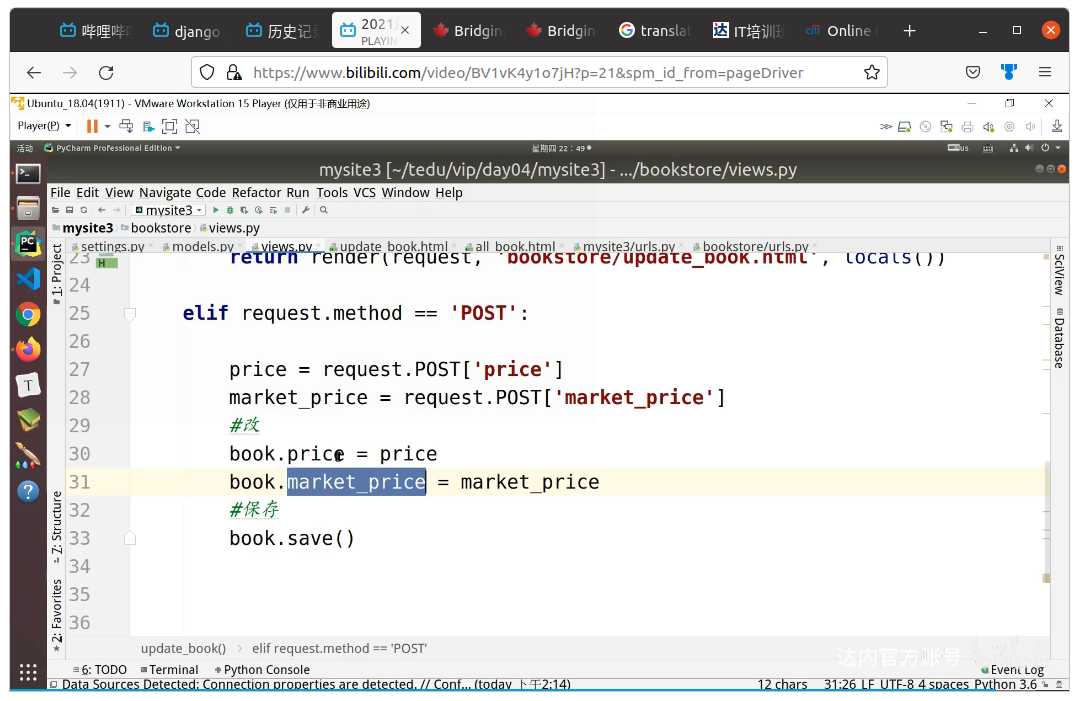 哔哩哔哩
django
历史记录
2021
PLAYIN
Bridgin
Bridgin
translat
IT培训班
Online
https://www.bilibili.com/video/BV1vK4y1o7jH?p=21&spm_id_from=pageDriver
Ubuntu_18.04(1911) - VMware Workstation 15 Player (仅用于非商业用途)
Player(P)
活动 PyCharm Professional Edition 星期四 22：49 us
mysite3 [~/tedu/vip/day04/mysite3] - .../bookstore/views.py
File Edit View Navigate Code Refactor Run Tools VCS Window Help
mysite3
mysite3 bookstore views.py
settings.py models.py views.py update_book.html all_book.html mysite3/urls.py bookstore/urls.py
23 return render(request, 'bookstore/update_book.html', locals())
24
25 elif request.method == 'POST':
26
27 price = request.POST['price']
28 market_price = request.POST['market_price']
29 #改
30 book.price = price
31 book.market_price = market_price
32 #保存
33 book.save()
34
35
36
1: Project
7: Structure
2: Favorites
SciView
Database
update_book() elif request.method == 'POST'
达内官方账号
6: TODO Terminal Python Console Event Log
Data Sources Detected: Connection properties are detected. // Conf... (today 下午2:14) 12 chars 31:26 LF UTF-8 4 spaces Python 3.6